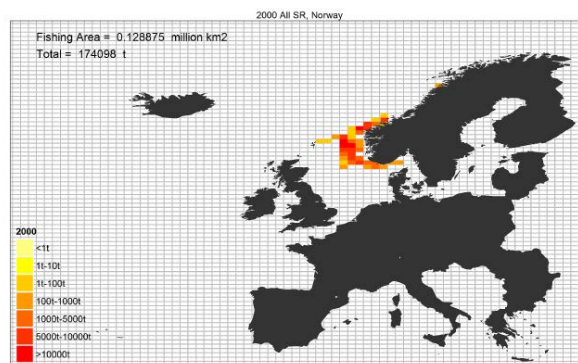 2000 All SR, Norway
Fishing Area = 0.128875 million km2
Total = 174098 t
2000
<1t
1t-10t
1t-100t
100t-1000t
1000t-5000t
5000t-10000t
>10000t